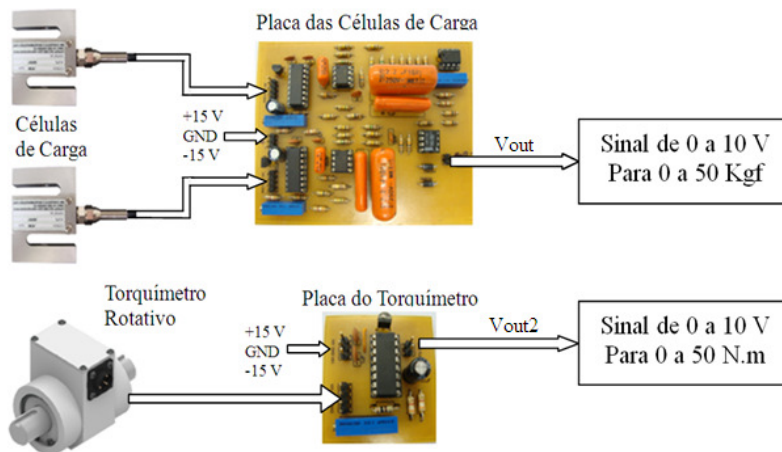 Placa das Células de Carga
Células
de Carga
+15 V
GND
-15 V
Vout
Sinal de 0 a 10 V
Para 0 a 50 Kgf
Torquímetro
Rotativo
Placa do Torquímetro
+15 V
GND
-15 V
Vout2
Sinal de 0 a 10 V
Para 0 a 50 N.m